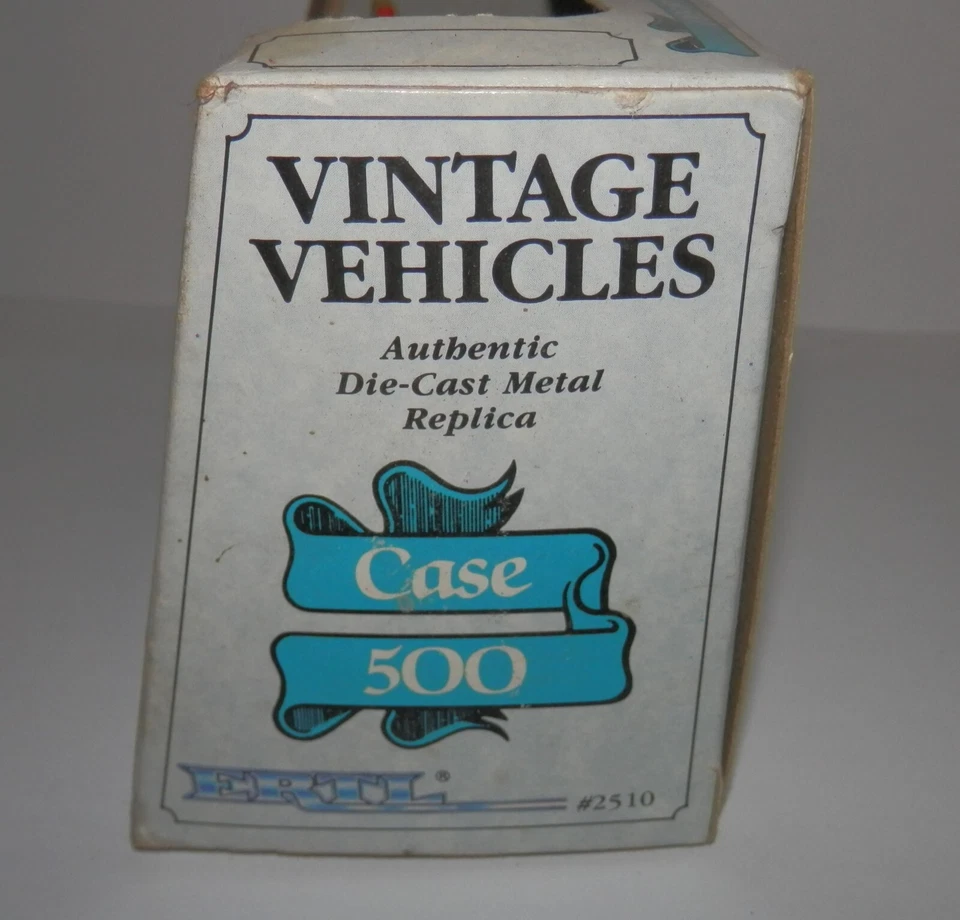 VINTAGE
VEHICLES
Authentic
Die-Cast Metal
Replica
Case
500
ERTL® #2510